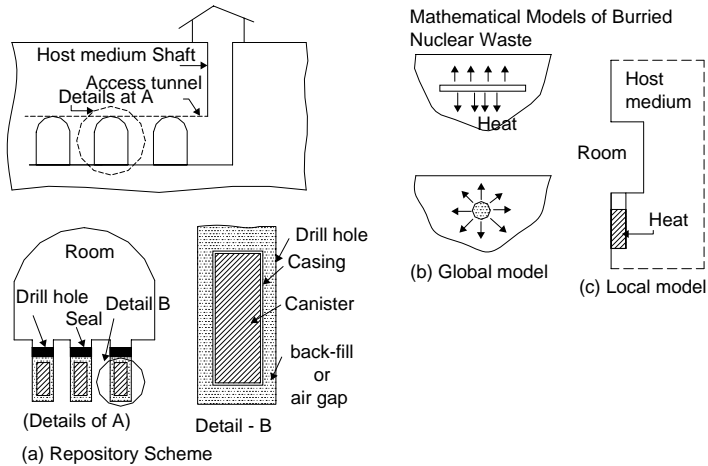 Host medium Shaft
Access tunnel
Details at A
Room
Drill hole
Seal
Detail B
(Details of A)
Drill hole
Casing
Canister
back-fill
or
air gap
Detail - B
(a) Repository Scheme
Mathematical Models of Burried
Nuclear Waste
Heat
(b) Global model
Host
medium
Room
Heat
(c) Local model